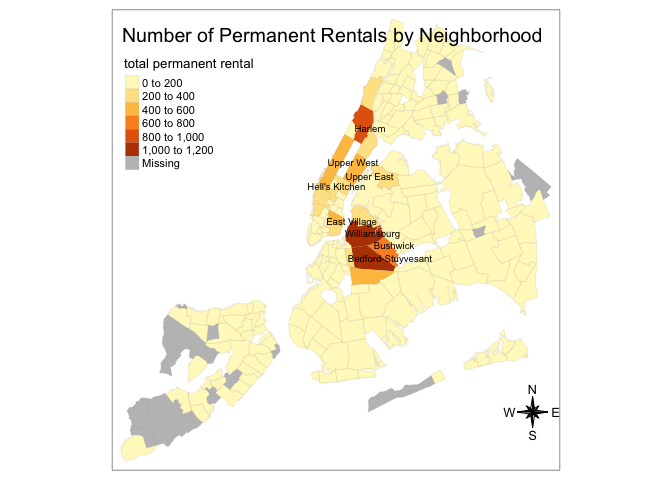 Number of Permanent Rentals by Neighborhood
total permanent rental
0 to 200
200 to 400
400 to 600
600 to 800
800 to 1,000
1,000 to 1,200
Missing
Harlem
Upper West
Upper East
Hell's Kitchen
East Village
Williamsburg
Bushwick
Bedford-Stuyvesant
N
W E
S